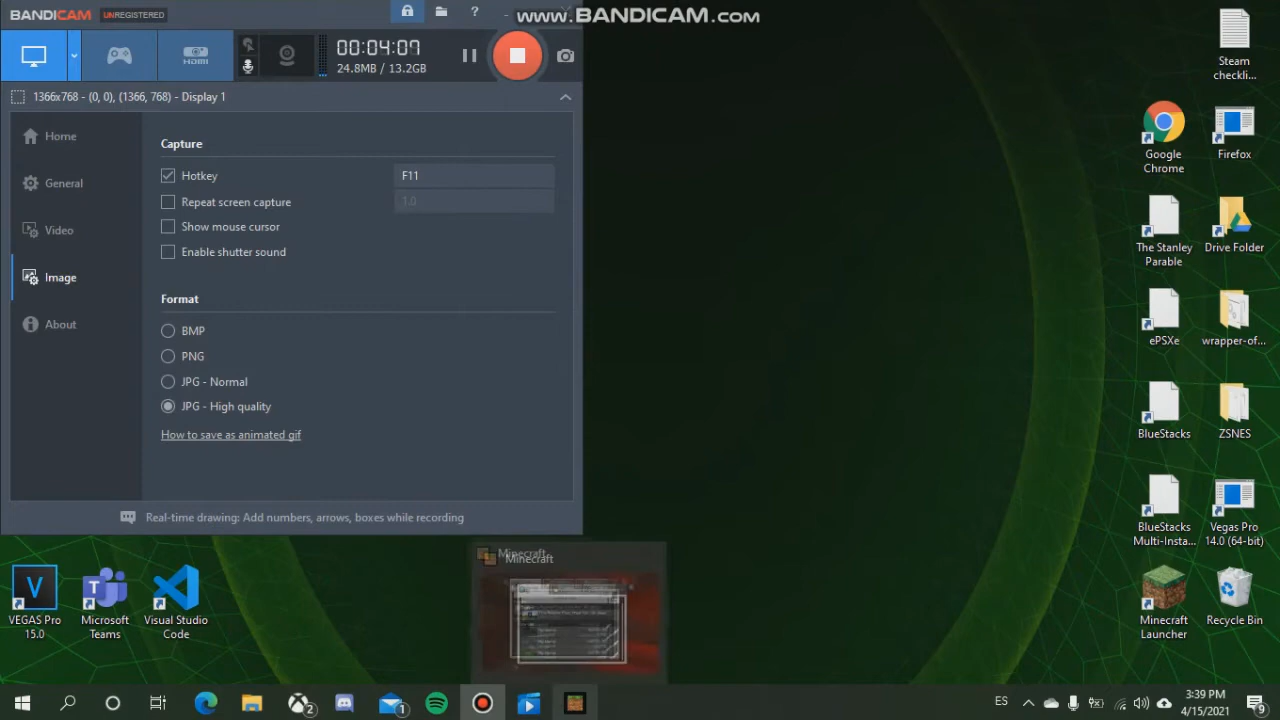 BANDICAM UNREGISTERED
?
www.BANDICAM.com
HDMI
00:04:07
24.8MB / 13.2GB
1366x768 - (0, 0), (1366, 768) - Display 1
Home
General
Video
Image
About
Capture
Hotkey
F11
Repeat screen capture
1.0
Show mouse cursor
Enable shutter sound
Format
BMP
PNG
JPG - Normal
JPG - High quality
How to save as animated gif
Real-time drawing: Add numbers, arrows, boxes while recording
Steam
checkli...
Google
Chrome
Firefox
The Stanley
Parable
Drive Folder
ePSXe
wrapper-of...
BlueStacks
ZSNES
BlueStacks
Multi-Insta...
Vegas Pro
14.0 (64-bit)
Minecraft
Launcher
Recycle Bin
VEGAS Pro
15.0
Microsoft
Teams
Visual Studio
Code
Minecraft
Minecraft
ES
3:39 PM
4/15/2021
9